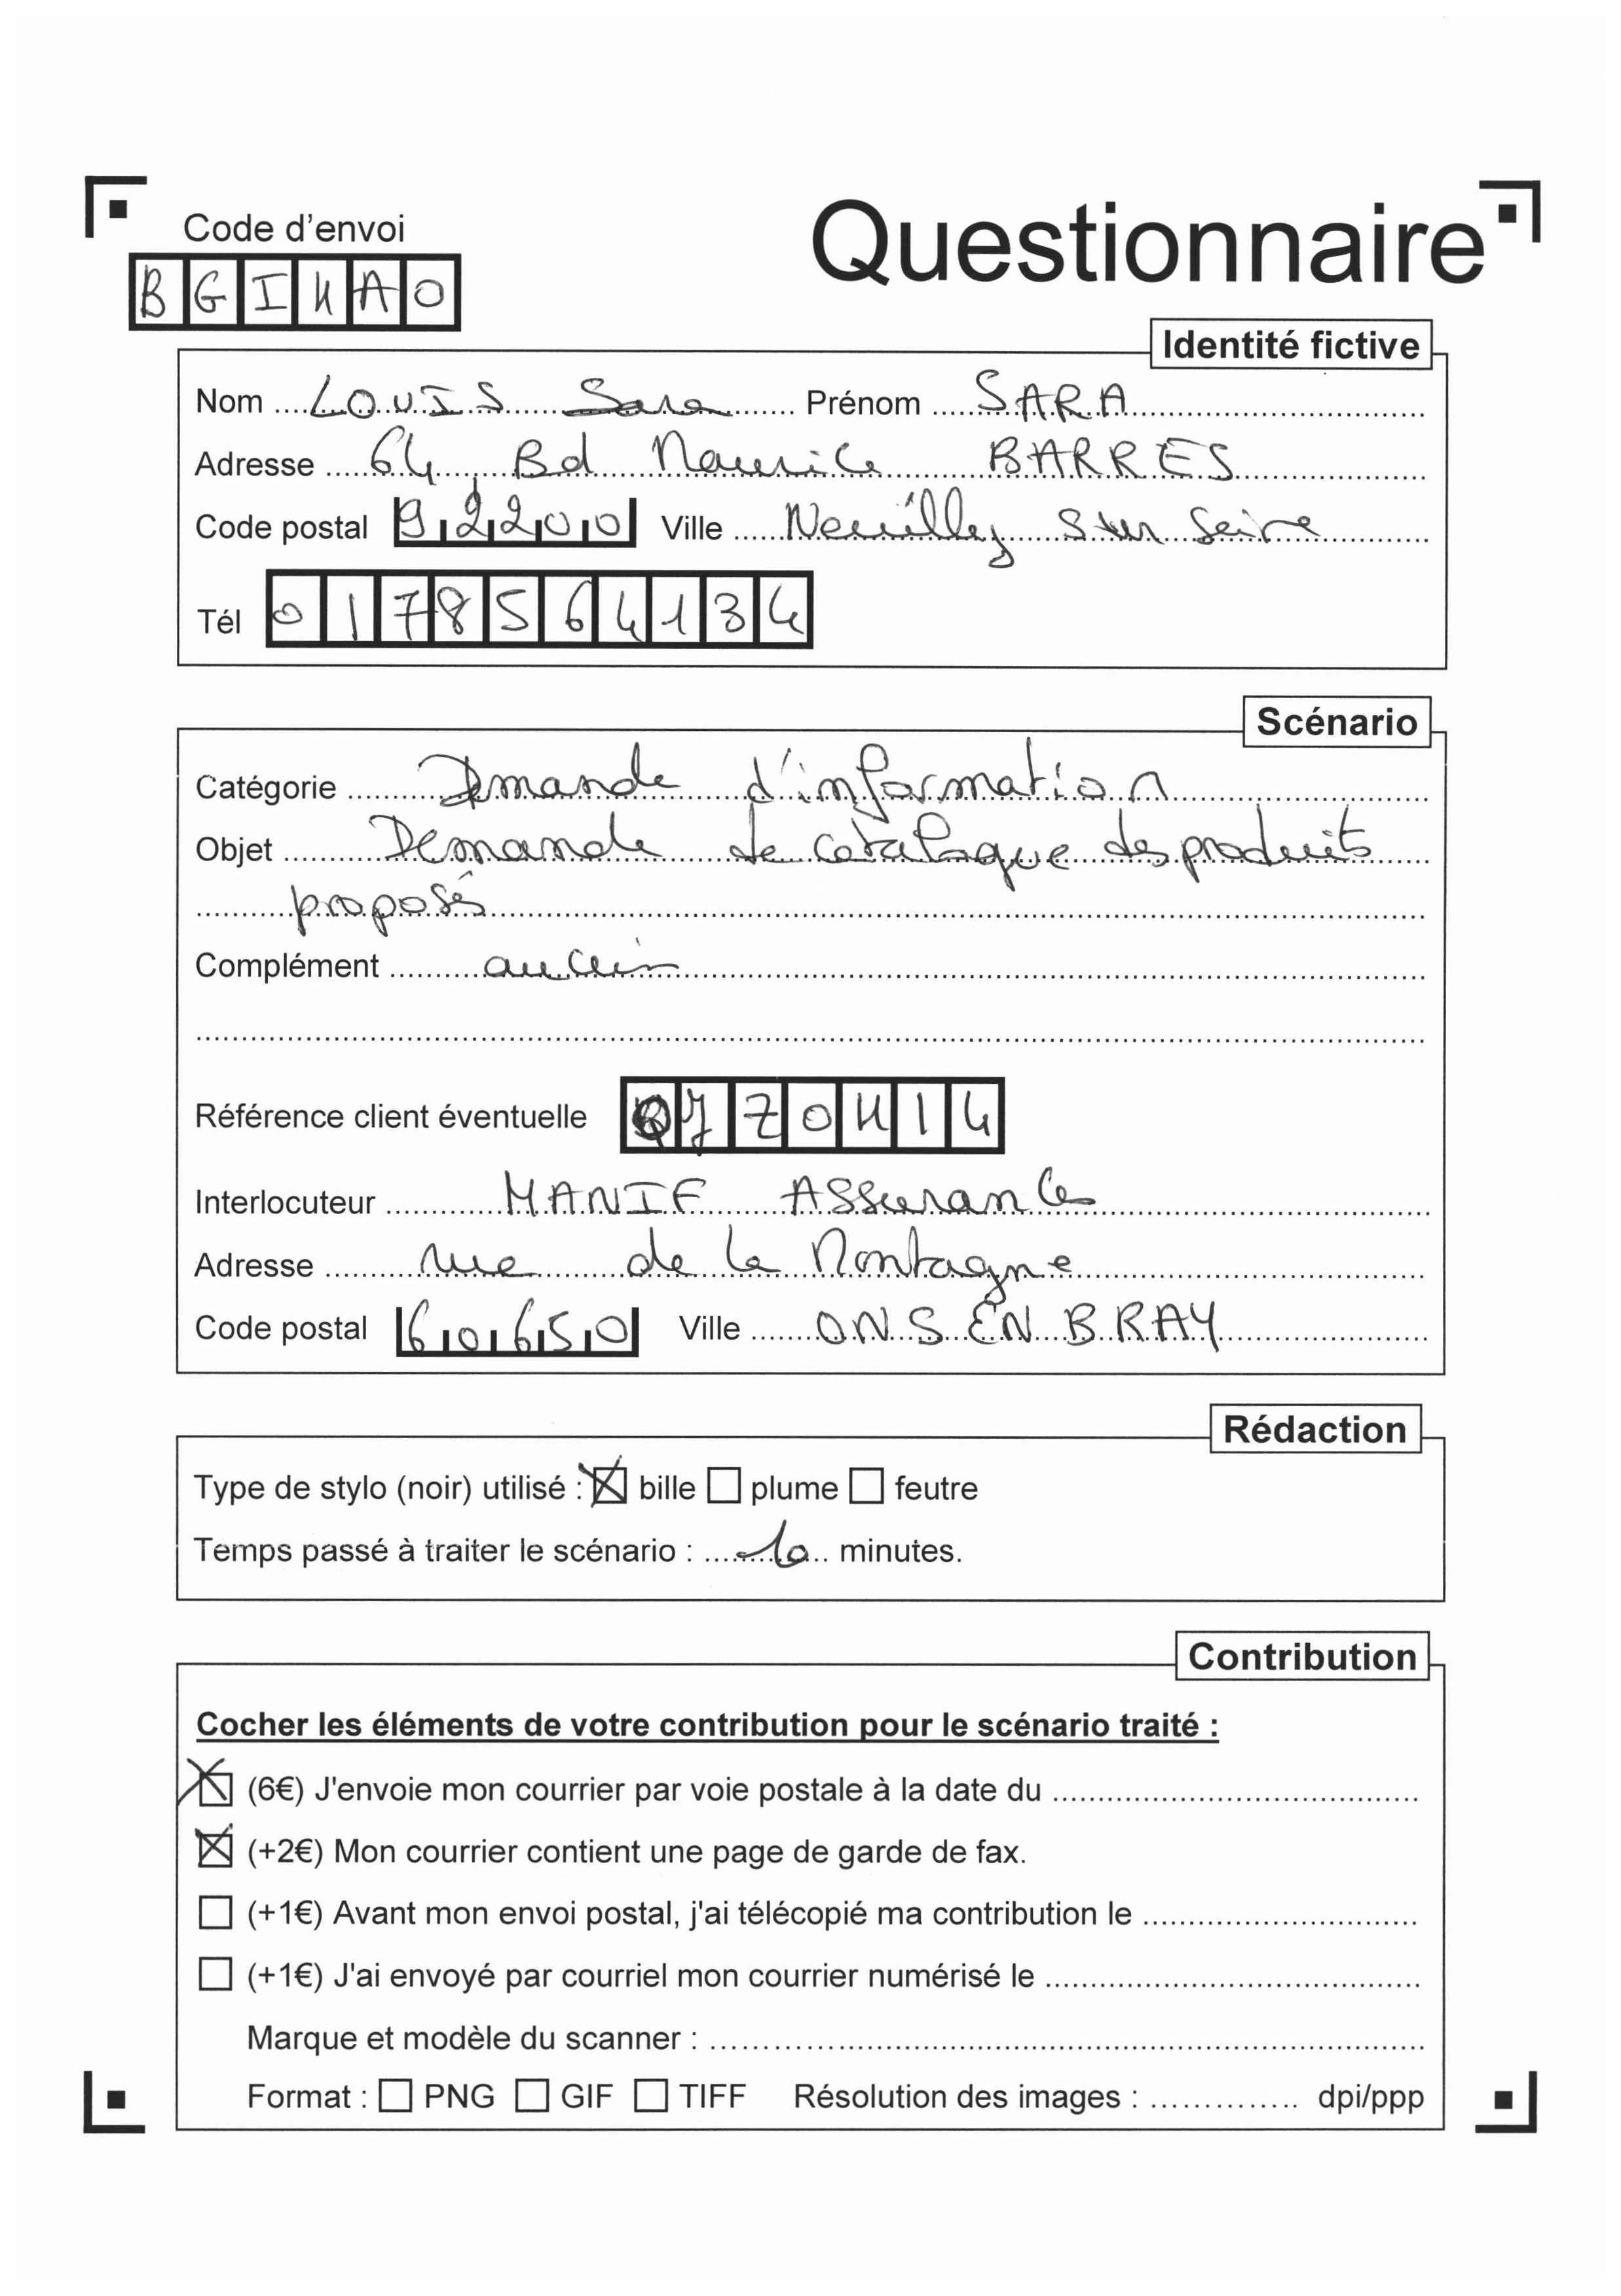 Code d'envoi
Questionnaire
BGIHAO
Identité fictive
Nom LOUIS Sara Prénom SARA
Adresse 64, Bd Maurice BARRES
Code postal 92200 Ville Neuilly sur Seine
Tél 0178564134
Scénario
Catégorie Demande d'information
Objet Demande de catalogue des produits
proposés
Complément aucun
Référence client éventuelle
Interlocuteur MANIF Assurance
Adresse rue de la Montagne
Code postal 60650 Ville ONS EN BRAY
Rédaction
Type de stylo (noir) utilisé : bille plume feutre
Temps passé à traiter le scénario : 10 minutes.
Contribution
Cocher les éléments de votre contribution pour le scénario traité :
(6€) J'envoie mon courrier par voie postale à la date du
(+2€) Mon courrier contient une page de garde de fax.
(+1€) Avant mon envoi postal, j'ai télécopié ma contribution le
(+1€) J'ai envoyé par courriel mon courrier numérisé le
Marque et modèle du scanner :
Format : PNG GIF TIFF Résolution des images : dpi/ppp